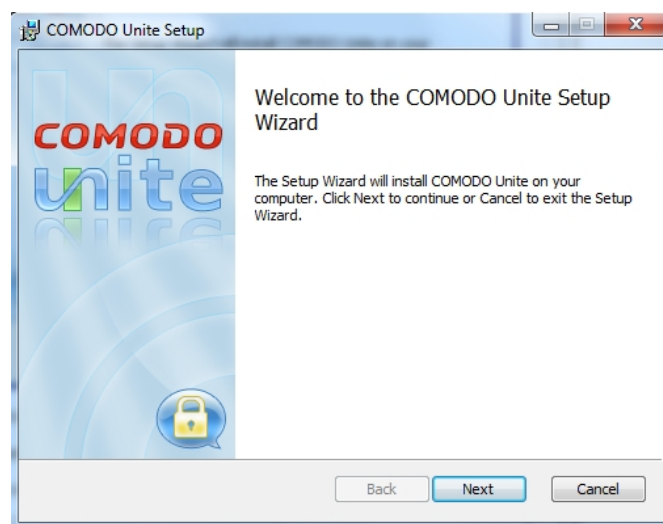 COMODO Unite Setup
COMODO
unite
Welcome to the COMODO Unite Setup
Wizard
The Setup Wizard will install COMODO Unite on your
computer. Click Next to continue or Cancel to exit the Setup
Wizard.
Back
Next
Cancel